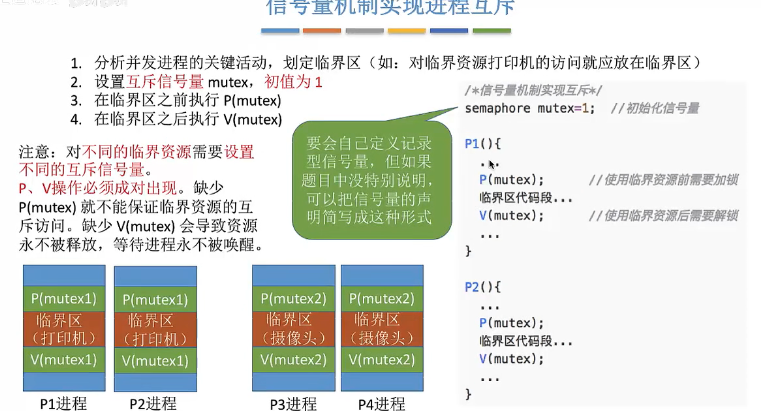 信号量机制实现进程互斥
1. 分析并发进程的关键活动，划定临界区（如：对临界资源打印机的访问就应放在临界区）
2. 设置互斥信号量 mutex，初值为 1
3. 在临界区之前执行 P(mutex)
4. 在临界区之后执行 V(mutex)
注意：对不同的临界资源需要设置
不同的互斥信号量。
P、V操作必须成对出现。缺少
P(mutex) 就不能保证临界资源的互
斥访问。缺少 V(mutex) 会导致资源
永不被释放，等待进程永不被唤醒。
要会自己定义记录
型信号量，但如果
题目中没特别说明，
可以把信号量的声
明简写成这种形式
/*信号量机制实现互斥*/
semaphore mutex=1; //初始化信号量
P1(){
...
P(mutex); //使用临界资源前需要加锁
临界区代码段...
V(mutex); //使用临界资源后需要解锁
...
}
P2(){
...
P(mutex);
临界区代码段...
V(mutex);
...
}
P(mutex1)
临界区
（打印机）
V(mutex1)
P1进程
P(mutex1)
临界区
（打印机）
V(mutex1)
P2进程
P(mutex2)
临界区
（摄像头）
V(mutex2)
P3进程
P(mutex2)
临界区
（摄像头）
V(mutex2)
P4进程